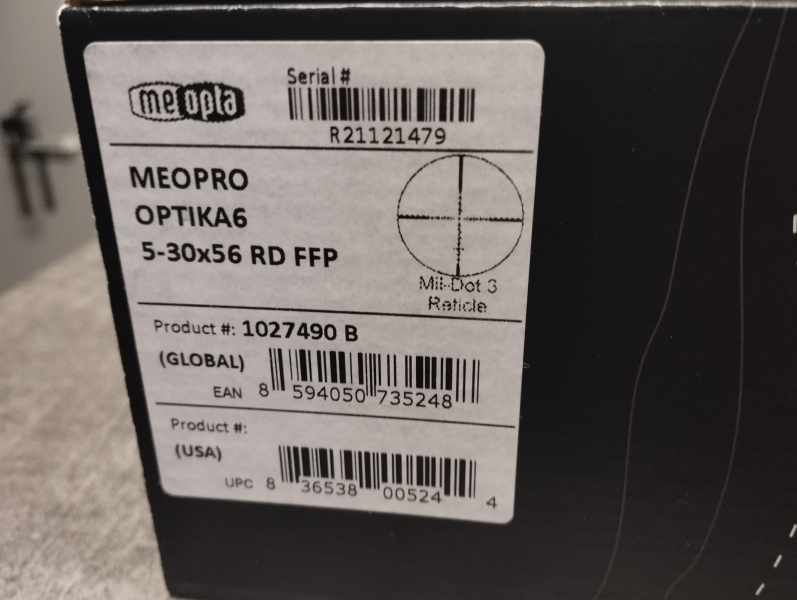 meopta
Serial #
R21121479
MEOPRO
OPTIKA6
5-30x56 RD FFP
Mil-Dot 3
Reticle
Product #: 1027490 B
(GLOBAL)
EAN 8 594050 735248
Product #:
(USA)
UPC 8 36538 00524 4